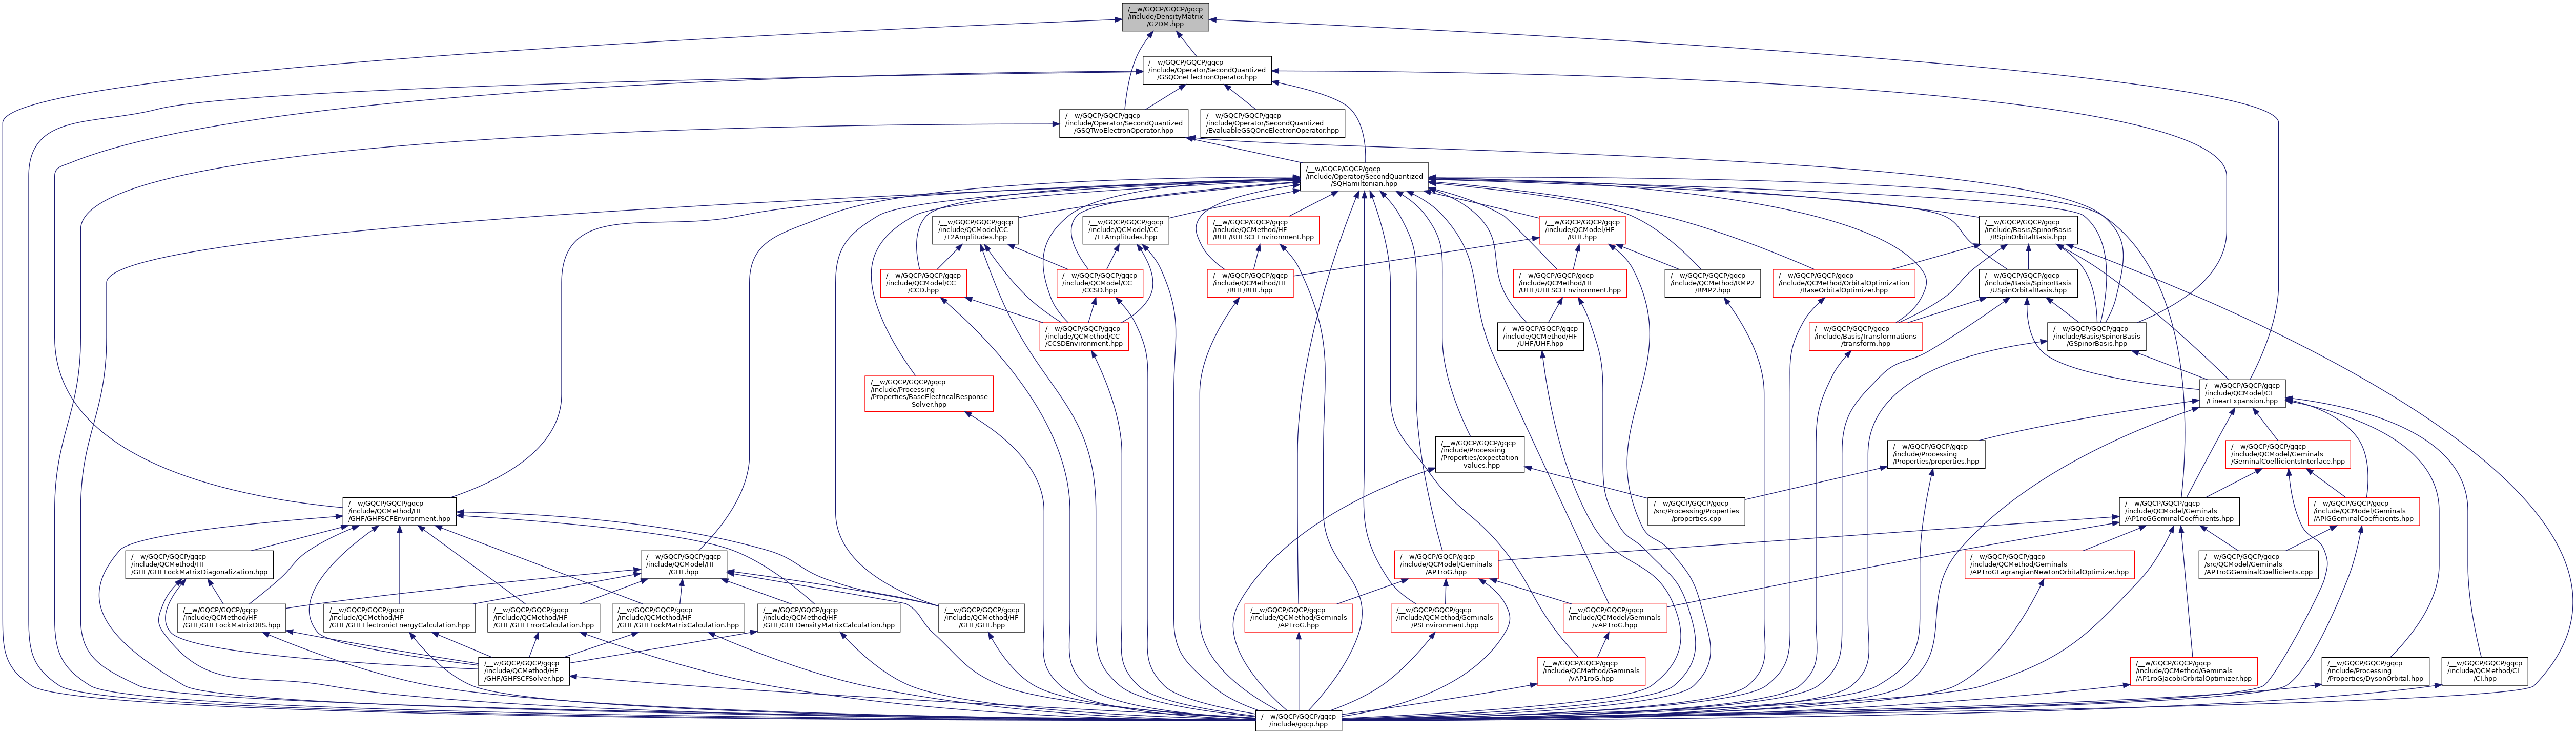 /__w/GQCP/GQCP/gqcp
/include/DensityMatrix
/G2DM.hpp
/__w/GQCP/GQCP/gqcp
/include/Operator/SecondQuantized
/GSQOneElectronOperator.hpp
/__w/GQCP/GQCP/gqcp
/include/Operator/SecondQuantized
/GSQTwoElectronOperator.hpp
/__w/GQCP/GQCP/gqcp
/include/Operator/SecondQuantized
/EvaluableGSQOneElectronOperator.hpp
/__w/GQCP/GQCP/gqcp
/include/Operator/SecondQuantized
/SQHamiltonian.hpp
/__w/GQCP/GQCP/gqcp
/include/QCModel/CC
/T2Amplitudes.hpp
/__w/GQCP/GQCP/gqcp
/include/QCModel/CC
/T1Amplitudes.hpp
/__w/GQCP/GQCP/gqcp
/include/QCMethod/HF
/RHF/RHFSCFEnvironment.hpp
/__w/GQCP/GQCP/gqcp
/include/QCModel/HF
/RHF.hpp
/__w/GQCP/GQCP/gqcp
/include/Basis/SpinorBasis
/RSpinOrbitalBasis.hpp
/__w/GQCP/GQCP/gqcp
/include/QCModel/CC
/CCD.hpp
/__w/GQCP/GQCP/gqcp
/include/QCModel/CC
/CCSD.hpp
/__w/GQCP/GQCP/gqcp
/include/QCMethod/HF
/RHF/RHF.hpp
/__w/GQCP/GQCP/gqcp
/include/QCMethod/HF
/UHF/UHFSCFEnvironment.hpp
/__w/GQCP/GQCP/gqcp
/include/QCMethod/RMP2
/RMP2.hpp
/__w/GQCP/GQCP/gqcp
/include/QCMethod/OrbitalOptimization
/BaseOrbitalOptimizer.hpp
/__w/GQCP/GQCP/gqcp
/include/Basis/SpinorBasis
/USpinOrbitalBasis.hpp
/__w/GQCP/GQCP/gqcp
/include/QCMethod/CC
/CCSDEnvironment.hpp
/__w/GQCP/GQCP/gqcp
/include/QCMethod/HF
/UHF/UHF.hpp
/__w/GQCP/GQCP/gqcp
/include/Basis/Transformations
/transform.hpp
/__w/GQCP/GQCP/gqcp
/include/Basis/SpinorBasis
/GSpinorBasis.hpp
/__w/GQCP/GQCP/gqcp
/include/Processing
/Properties/BaseElectricalResponse
Solver.hpp
/__w/GQCP/GQCP/gqcp
/include/QCModel/CI
/LinearExpansion.hpp
/__w/GQCP/GQCP/gqcp
/include/Processing
/Properties/expectation
_values.hpp
/__w/GQCP/GQCP/gqcp
/include/Processing
/Properties/properties.hpp
/__w/GQCP/GQCP/gqcp
/include/QCModel/Geminals
/GeminalCoefficientsInterface.hpp
/__w/GQCP/GQCP/gqcp
/include/QCMethod/HF
/GHF/GHFSCFEnvironment.hpp
/__w/GQCP/GQCP/gqcp
/src/Processing/Properties
/properties.cpp
/__w/GQCP/GQCP/gqcp
/include/QCModel/Geminals
/AP1roGGeminalCoefficients.hpp
/__w/GQCP/GQCP/gqcp
/include/QCModel/Geminals
/APIGGeminalCoefficients.hpp
/__w/GQCP/GQCP/gqcp
/include/QCMethod/HF
/GHF/GHFFockMatrixDiagonalization.hpp
/__w/GQCP/GQCP/gqcp
/include/QCModel/HF
/GHF.hpp
/__w/GQCP/GQCP/gqcp
/include/QCModel/Geminals
/AP1roG.hpp
/__w/GQCP/GQCP/gqcp
/include/QCMethod/Geminals
/AP1roGLagrangianNewtonOrbitalOptimizer.hpp
/__w/GQCP/GQCP/gqcp
/src/QCModel/Geminals
/AP1roGGeminalCoefficients.cpp
/__w/GQCP/GQCP/gqcp
/include/QCMethod/HF
/GHF/GHFFockMatrixDIIS.hpp
/__w/GQCP/GQCP/gqcp
/include/QCMethod/HF
/GHF/GHFElectronicEnergyCalculation.hpp
/__w/GQCP/GQCP/gqcp
/include/QCMethod/HF
/GHF/GHFErrorCalculation.hpp
/__w/GQCP/GQCP/gqcp
/include/QCMethod/HF
/GHF/GHFFockMatrixCalculation.hpp
/__w/GQCP/GQCP/gqcp
/include/QCMethod/HF
/GHF/GHFDensityMatrixCalculation.hpp
/__w/GQCP/GQCP/gqcp
/include/QCMethod/HF
/GHF/GHF.hpp
/__w/GQCP/GQCP/gqcp
/include/QCMethod/Geminals
/AP1roG.hpp
/__w/GQCP/GQCP/gqcp
/include/QCMethod/Geminals
/PSEnvironment.hpp
/__w/GQCP/GQCP/gqcp
/include/QCModel/Geminals
/vAP1roG.hpp
/__w/GQCP/GQCP/gqcp
/include/QCMethod/HF
/GHF/GHFSCFSolver.hpp
/__w/GQCP/GQCP/gqcp
/include/QCMethod/Geminals
/vAP1roG.hpp
/__w/GQCP/GQCP/gqcp
/include/QCMethod/Geminals
/AP1roGJacobiOrbitalOptimizer.hpp
/__w/GQCP/GQCP/gqcp
/include/Processing
/Properties/DysonOrbital.hpp
/__w/GQCP/GQCP/gqcp
/include/QCMethod/CI
/CI.hpp
/__w/GQCP/GQCP/gqcp
/include/gqcp.hpp